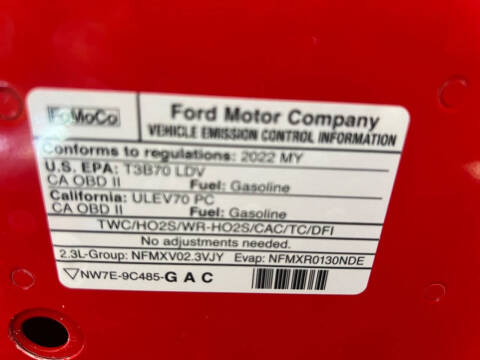 FoMoCo
Ford Motor Company
VEHICLE EMISSION CONTROL INFORMATION
Conforms to regulations: 2022 MY
U.S. EPA: T3B70 LDV
CA OBD II Fuel: Gasoline
California: ULEV70 PC
CA OBD II Fuel: Gasoline
TWC/HO2S/WR-HO2S/CAC/TC/DFI
No adjustments needed.
2.3L-Group: NFMXV02.3VJY Evap: NFMXR0130NDE
NW7E-9C485-GAC